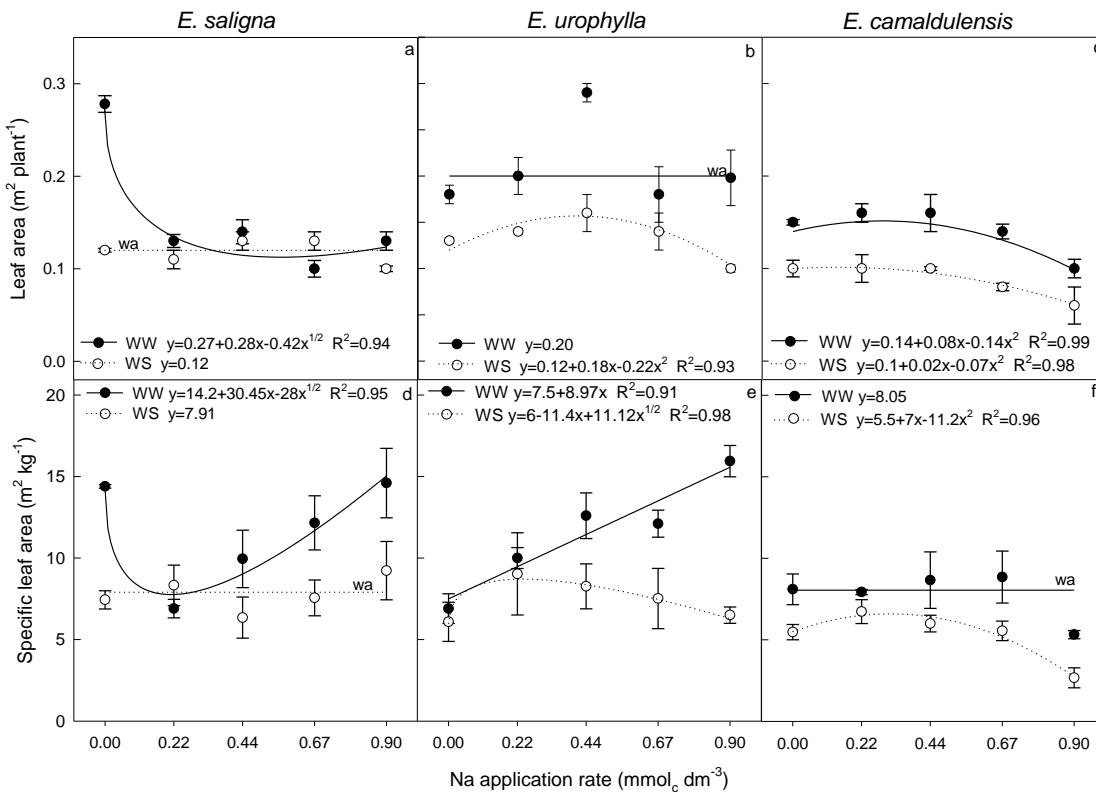 E. saligna
E. urophylla
E. camaldulensis
Leaf area (m² plant⁻¹)
0.3
0.2
0.1
0.0
a
wa
WW y=0.27+0.28x-0.42x^1/2 R²=0.94
WS y=0.12
b
wa
WW y=0.20
WS y=0.12+0.18x-0.22x² R²=0.93
WW y=0.14+0.08x-0.14x² R²=0.99
WS y=0.1+0.02x-0.07x² R²=0.98
Specific leaf area (m² kg⁻¹)
20
15
10
5
0
WW y=14.2+30.45x-28x^1/2 R²=0.95
d
WS y=7.91
wa
WW y=7.5+8.97x R²=0.91
e
WS y=6-11.4x+11.12x^1/2 R²=0.98
WW y=8.05
f
WS y=5.5+7x-11.2x² R²=0.96
wa
0.00 0.22 0.44 0.67 0.90
0.00 0.22 0.44 0.67 0.90
0.00 0.22 0.44 0.67 0.90
Na application rate (mmol_c dm⁻³)